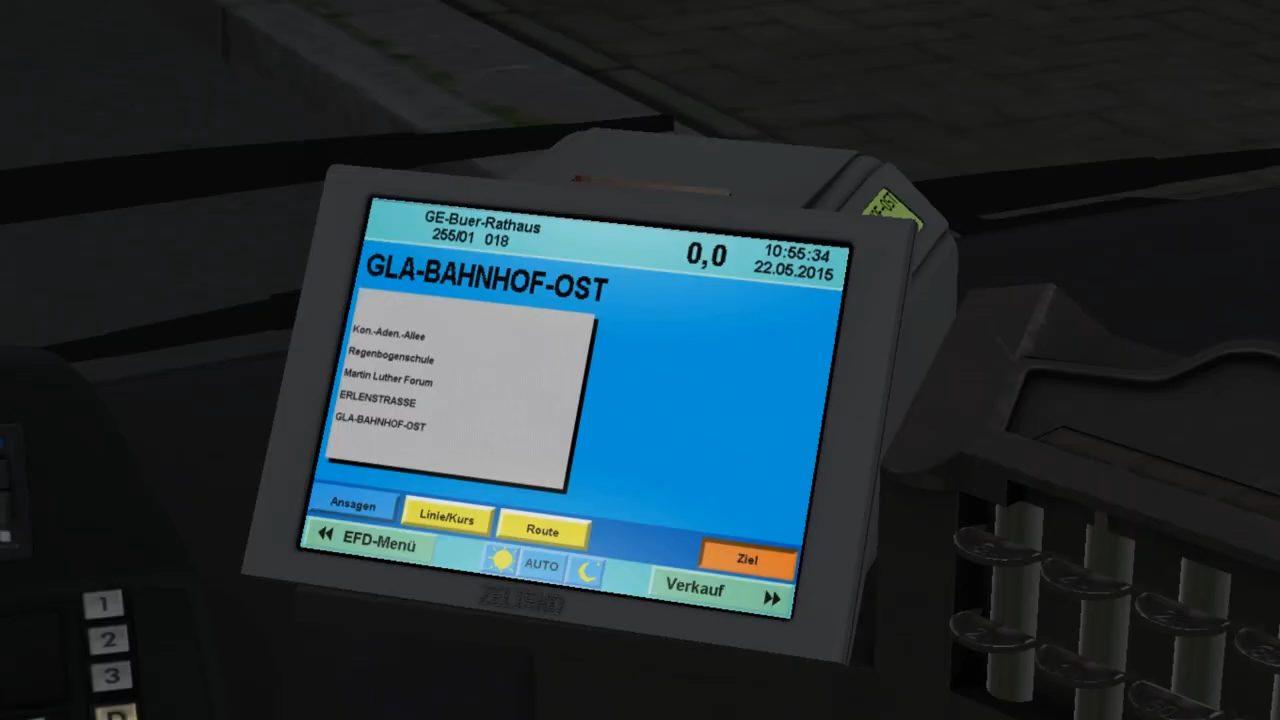 GE-Buer-Rathaus
255/01 018
0,0
10:55:34
22.05.2015
GLA-BAHNHOF-OST
Kon.-Aden.-Allee
Regenbogenschule
Martin Luther Forum
ERLENSTRASSE
GLA-BAHNHOF-OST
Ansagen
Linie/Kurs
Route
Ziel
EFD-Menü
AUTO
Verkauf
1
2
3